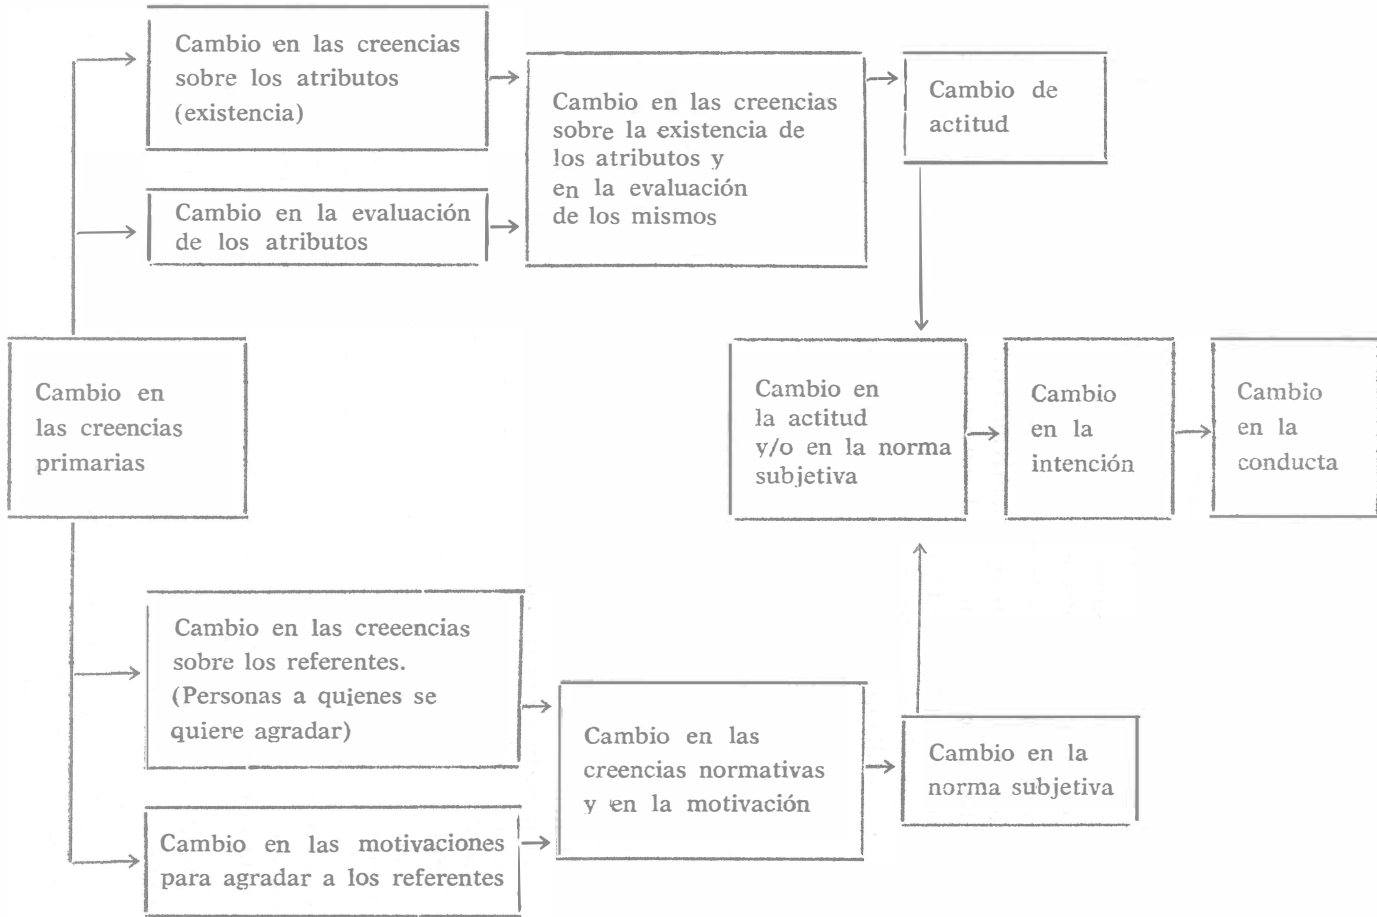 Cambio en las creencias
sobre los atributos
(existencia)
Cambio en la evaluación
de los atributos
Cambio en las creencias
sobre la existencia de
los atributos y
en la evaluación
de los mismos
Cambio de
actitud
Cambio en
las creencias
primarias
Cambio en
la actitud
y/o en la norma
subjetiva
Cambio
en la
intención
Cambio
en la
conducta
Cambio en las creeencias
sobre los referentes.
(Personas a quienes se
quiere agradar)
Cambio en las motivaciones
para agradar a los referentes
Cambio en las
creencias normativas
y en la motivación
Cambio en la
norma subjetiva